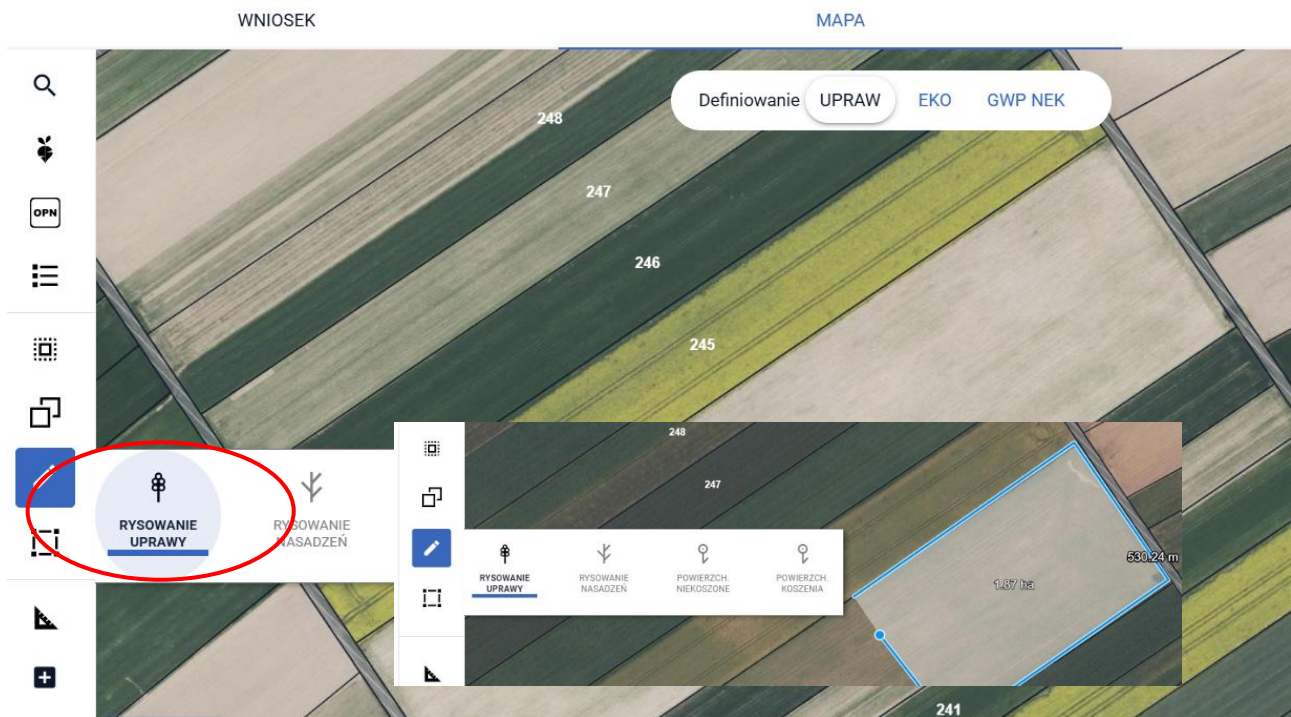 WNIOSEK
MAPA
Definiowanie UPRAW EKO GWP NEK
248
247
246
245
OPN
RYSOWANIE
UPRAWY
RYSOWANIE
NASADZEŃ
248
247
RYSOWANIE
UPRAWY
RYSOWANIE
NASADZEŃ
POWIERZCH.
NIEKOSZONE
POWIERZCH.
KOSZENIA
530.24 m
1.87 ha
241